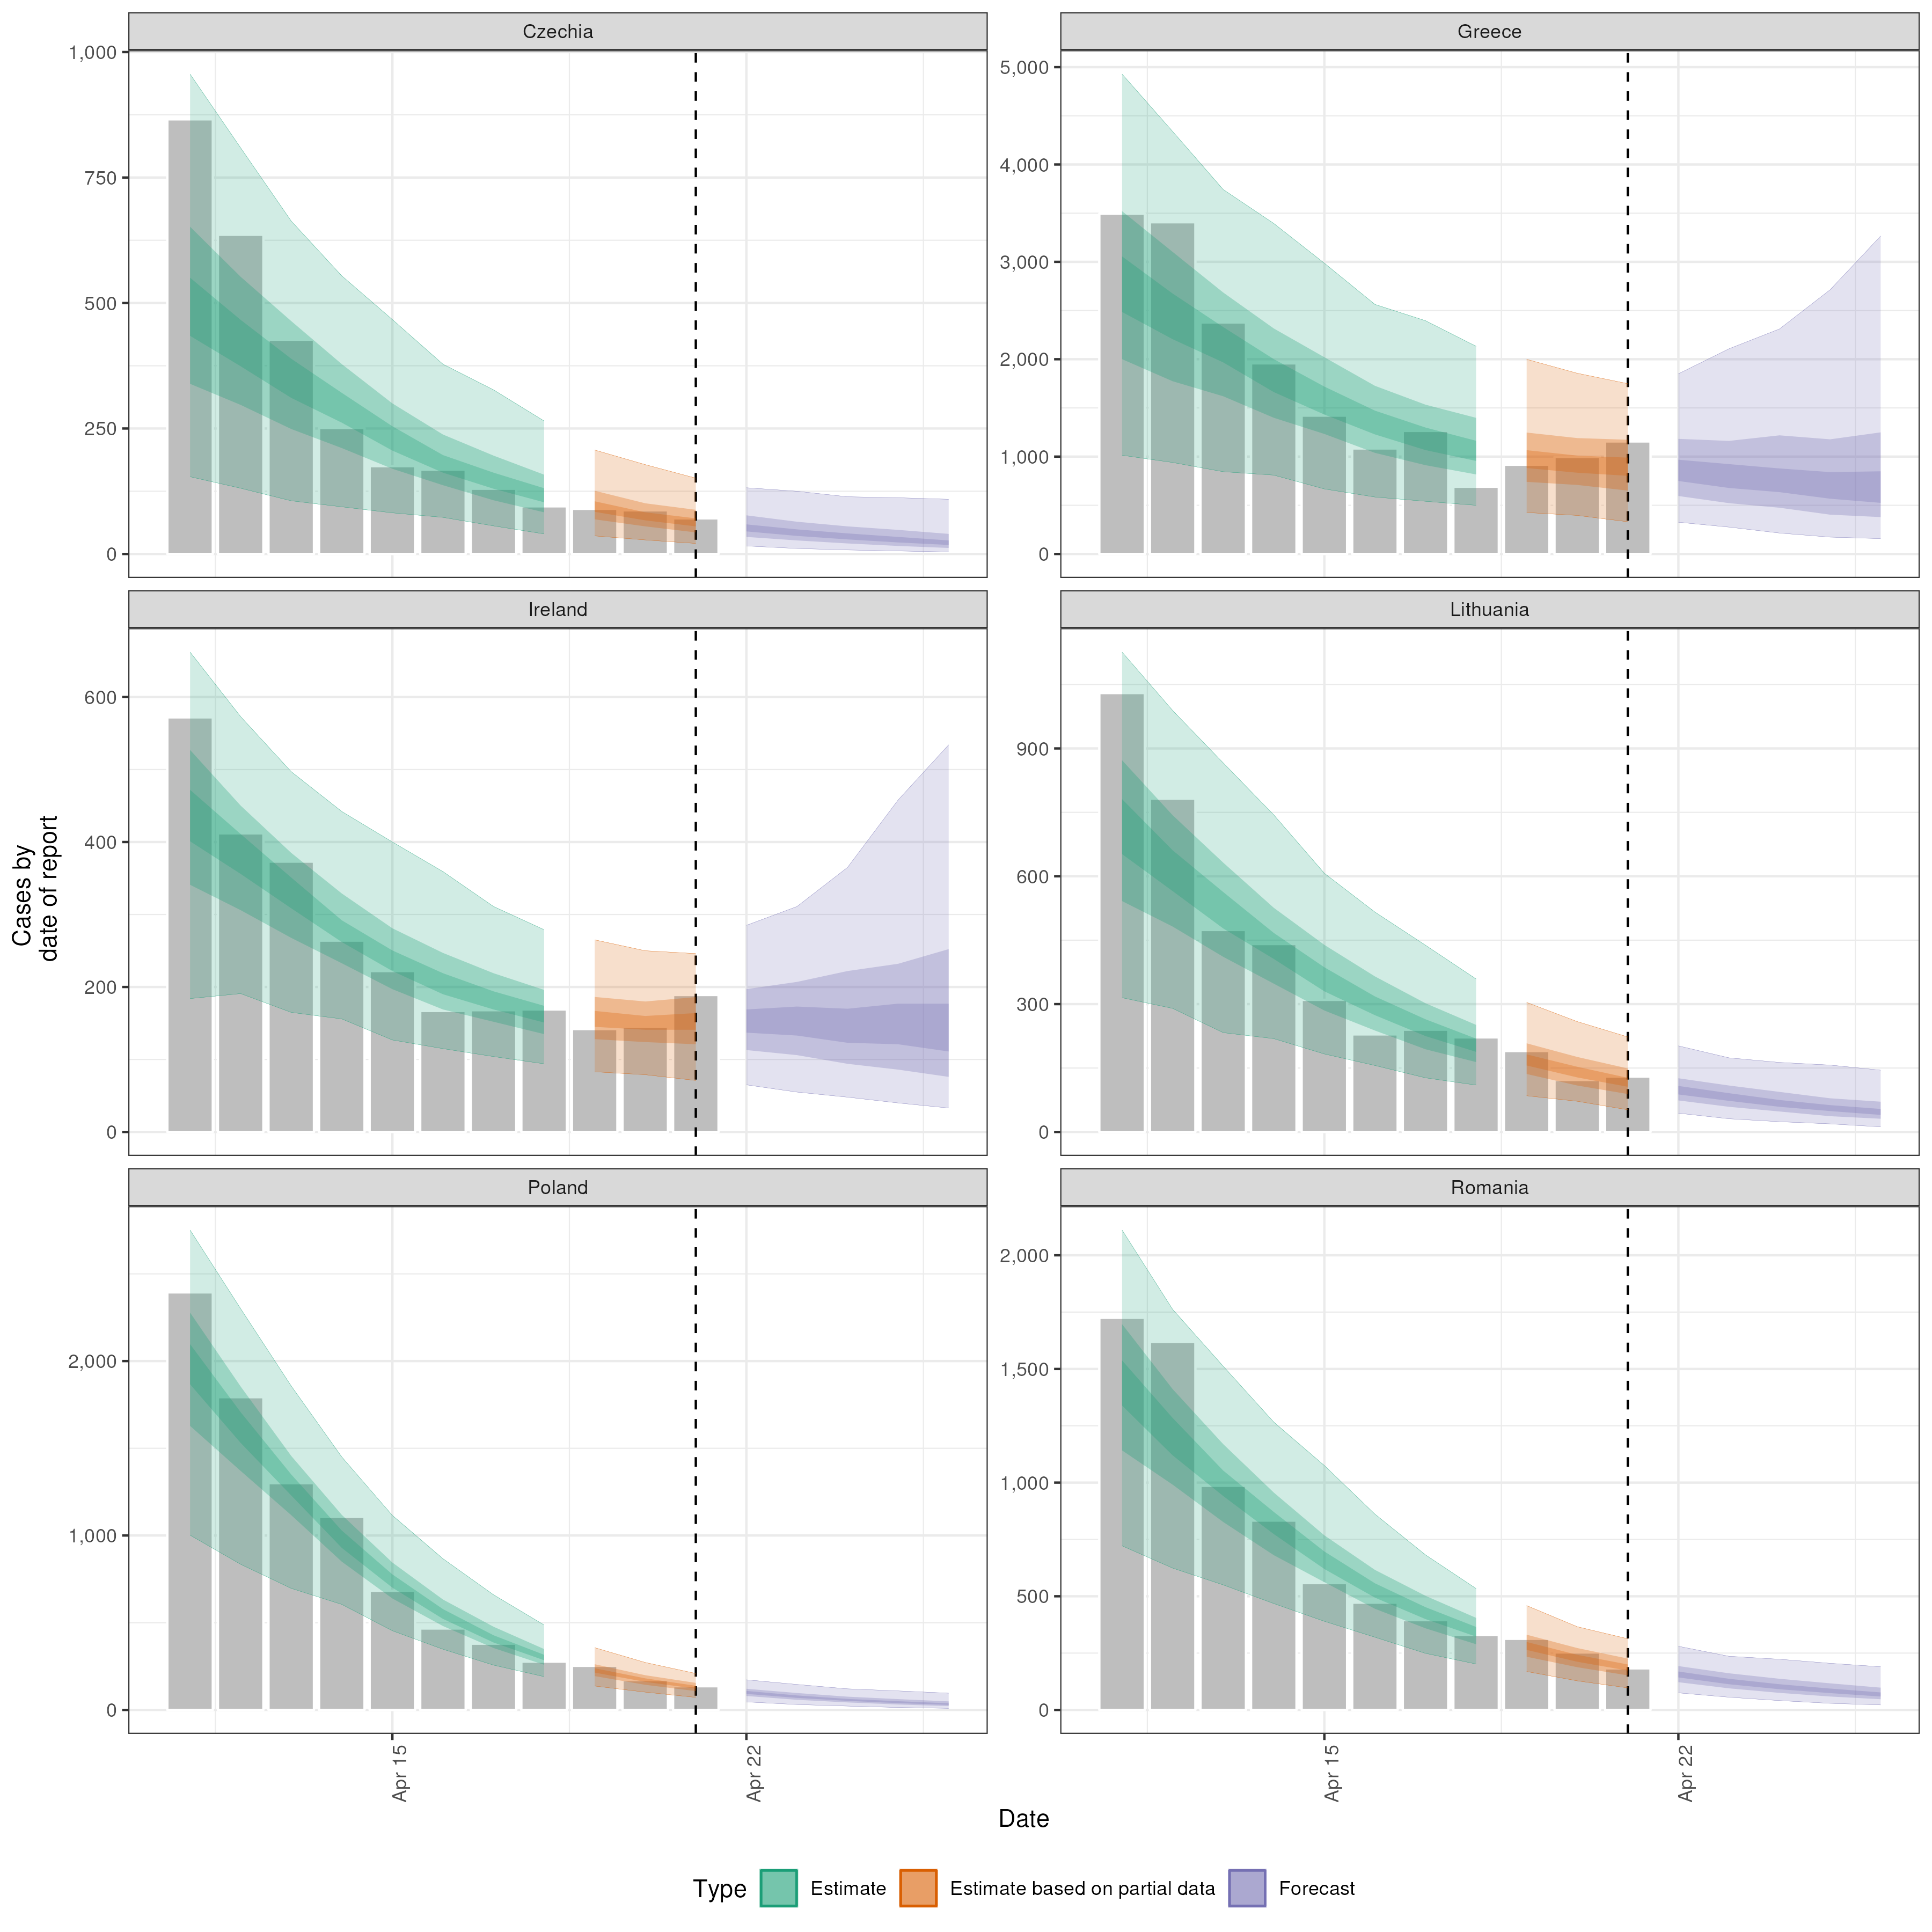 Czechia
Greece
1,000
750
500
250
0
5,000
4,000
3,000
2,000
1,000
0
Ireland
Lithuania
600
400
200
0
900
600
300
0
Cases by
date of report
Poland
Romania
2,000
1,000
0
2,000
1,500
1,000
500
0
Apr 15
Apr 22
Apr 15
Apr 22
Date
Type Estimate Estimate based on partial data Forecast